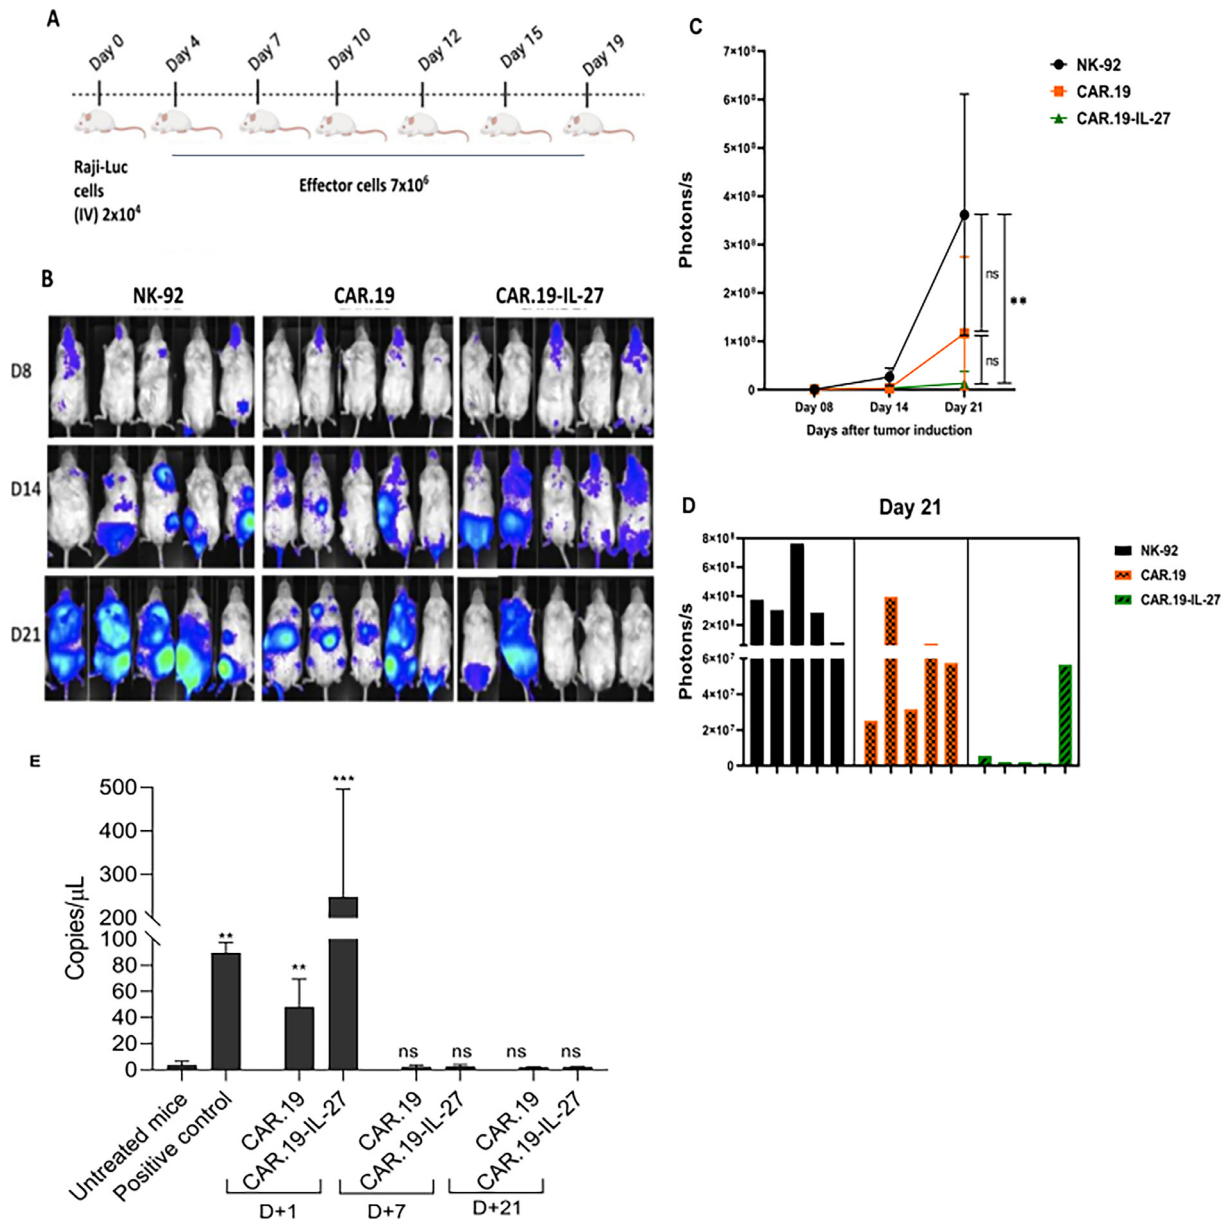 A
Day 0
Day 4
Day 7
Day 10
Day 12
Day 15
Day 19
Raji-Luc
cells
(IV) 2x10⁴
Effector cells 7x10⁶
B
NK-92
CAR.19
CAR.19-IL-27
D8
D14
D21
C
7×10⁸
6×10⁸
5×10⁸
4×10⁸
3×10⁸
2×10⁸
1×10⁸
0
Photons/s
Day 08
Day 14
Day 21
Days after tumor induction
ns
ns
**
NK-92
CAR.19
CAR.19-IL-27
D
Day 21
8×10⁸
6×10⁸
4×10⁸
2×10⁸
6×10⁷
4×10⁷
2×10⁷
0
Photons/s
NK-92
CAR.19
CAR.19-IL-27
E
500
400
300
200
100
80
60
40
20
0
Copies/μL
**
**
***
ns
ns
ns
ns
Untreated mice
Positive control
CAR.19
CAR.19-IL-27
CAR.19
CAR.19-IL-27
CAR.19
CAR.19-IL-27
D+1
D+7
D+21